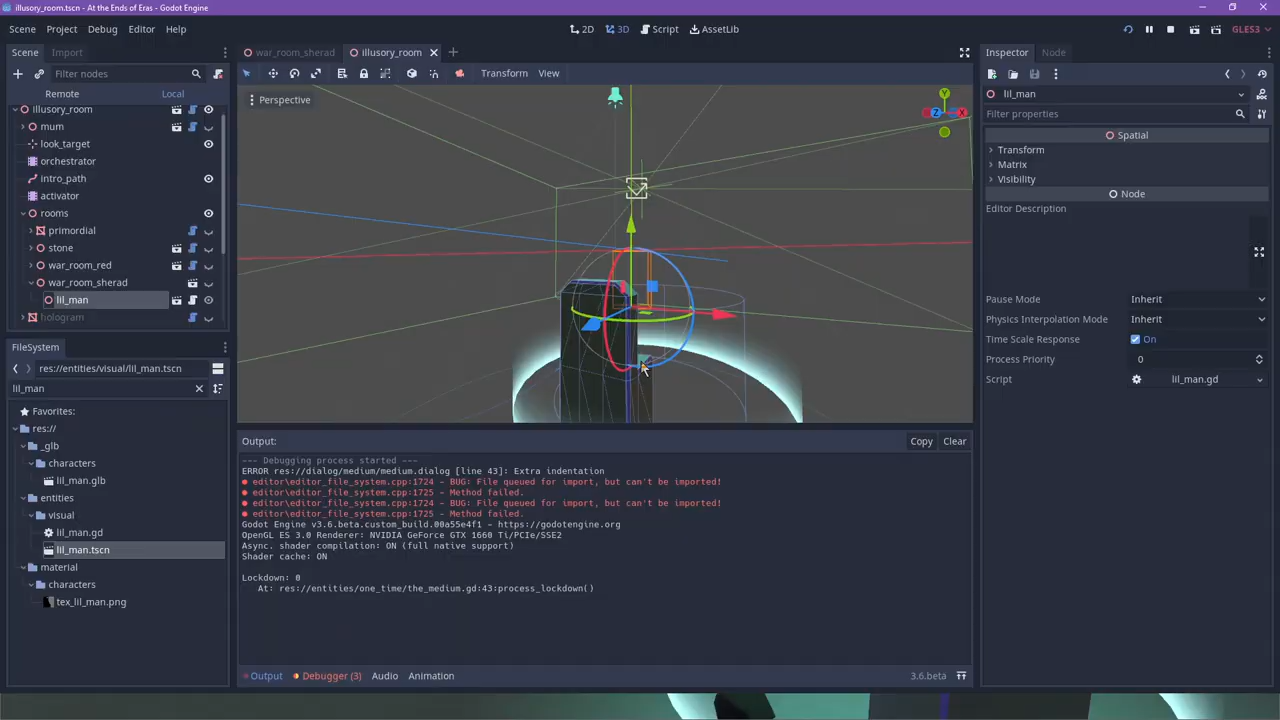 illusory_room.tscn - At the Ends of Eras - Godot Engine
Scene Project Debug Editor Help
2D 3D Script AssetLib
GLES3
Scene Import
Filter nodes
Remote Local
illusory_room
mum
look_target
orchestrator
intro_path
activator
rooms
primordial
stone
war_room_red
war_room_sherad
lil_man
hologram
FileSystem
res://entities/visual/lil_man.tscn
lil_man
Favorites:
res://
_glb
characters
lil_man.glb
entities
visual
lil_man.gd
lil_man.tscn
material
characters
tex_lil_man.png
war_room_sherad illusory_room
Transform View
Perspective
Y
Z
X
Output:
Copy Clear
--- Debugging process started ---
ERROR res://dialog/medium/medium.dialog [line 43]: Extra indentation
editor\editor_file_system.cpp:1724 - BUG: File queued for import, but can't be imported!
editor\editor_file_system.cpp:1725 - Method failed.
editor\editor_file_system.cpp:1724 - BUG: File queued for import, but can't be imported!
editor\editor_file_system.cpp:1725 - Method failed.
Godot Engine v3.6.beta.custom_build.00a55e4f1 - https://godotengine.org
OpenGL ES 3.0 Renderer: NVIDIA GeForce GTX 1660 Ti/PCIe/SSE2
Async. shader compilation: ON (full native support)
Shader cache: ON
Lockdown: 0
At: res://entities/one_time/the_medium.gd:43:process_lockdown()
Output Debugger (3) Audio Animation
3.6.beta
Inspector Node
lil_man
Filter properties
Spatial
Transform
Matrix
Visibility
Node
Editor Description
Pause Mode Inherit
Physics Interpolation Mode Inherit
Time Scale Response On
Process Priority 0
Script lil_man.gd